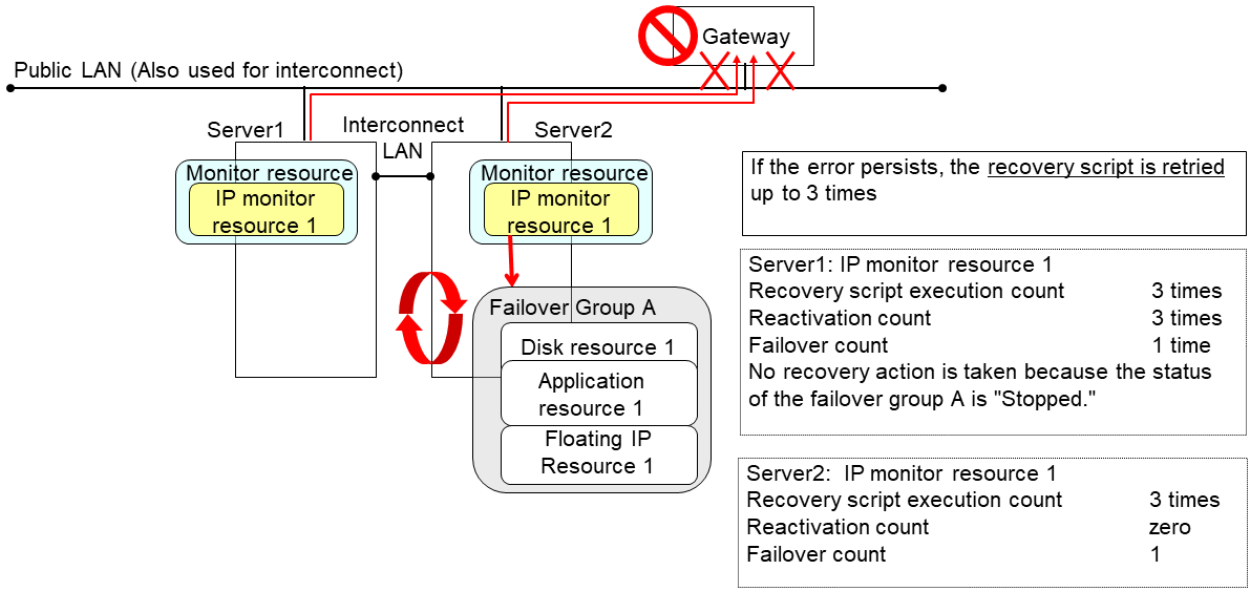 Gateway
Public LAN (Also used for interconnect)
Server1
Interconnect
LAN
Server2
Monitor resource
IP monitor
resource 1
Monitor resource
IP monitor
resource 1
Failover Group A
Disk resource 1
Application
resource 1
Floating IP
Resource 1
If the error persists, the recovery script is retried
up to 3 times
Server1: IP monitor resource 1
Recovery script execution count 3 times
Reactivation count 3 times
Failover count 1 time
No recovery action is taken because the status
of the failover group A is "Stopped."
Server2: IP monitor resource 1
Recovery script execution count 3 times
Reactivation count zero
Failover count 1